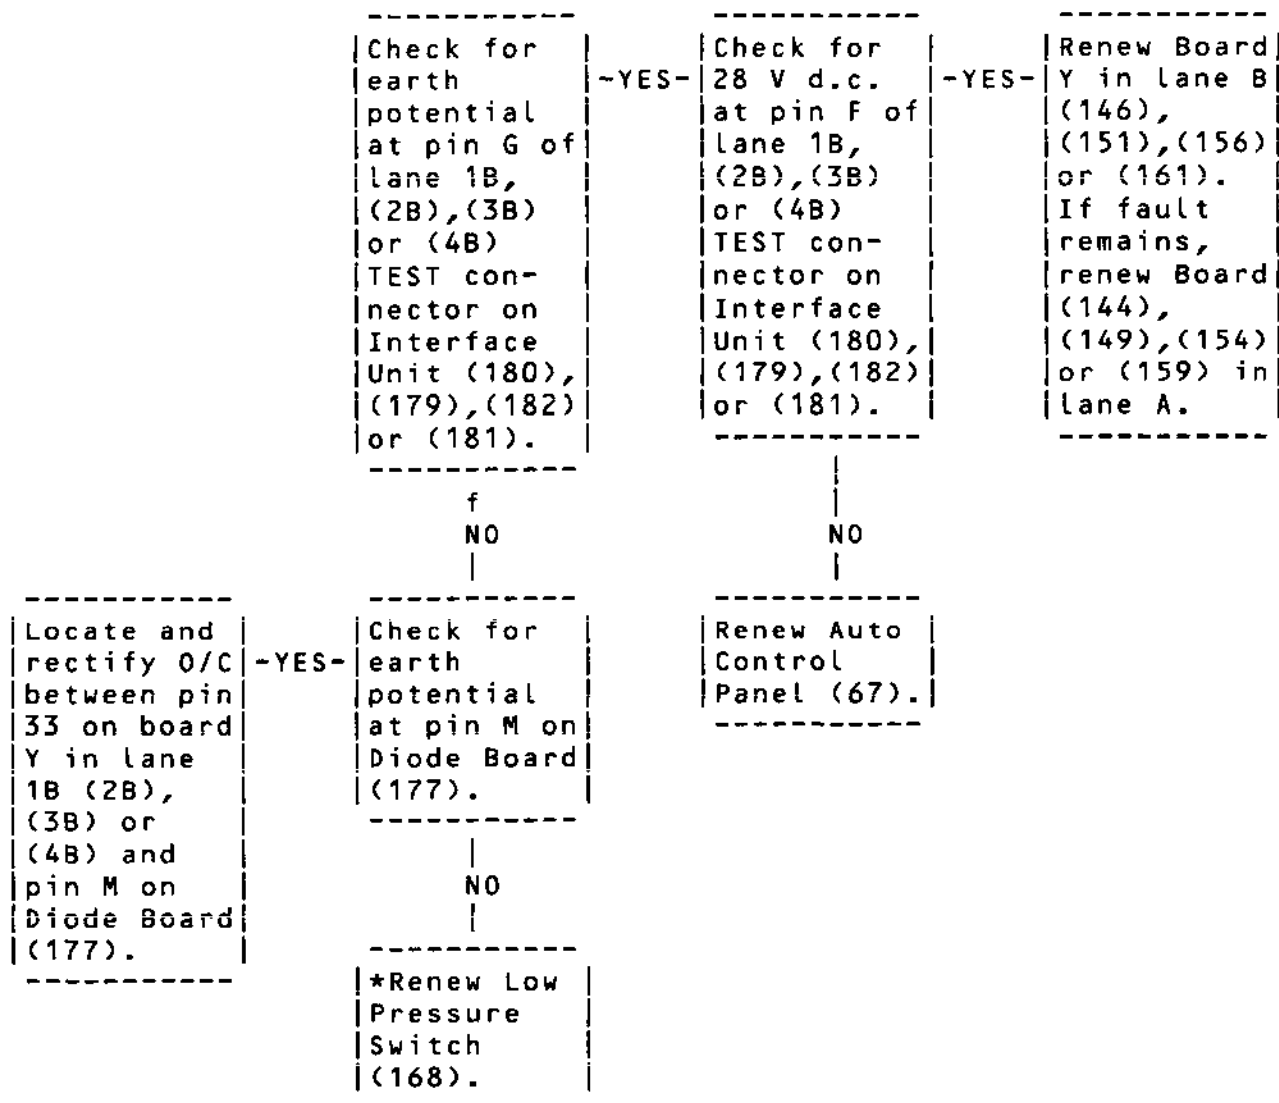 Check for
earth
potential
at pin G of
lane 1B,
(2B),(3B)
or (4B)
TEST con-
nector on
Interface
Unit (180),
(179),(182)
or (181).
-YES-
Check for
28 V d.c.
at pin F of
lane 1B,
(2B),(3B)
or (4B)
TEST con-
nector on
Interface
Unit (180),
(179),(182)
or (181).
-YES-
Renew Board
Y in lane B
(146),
(151),(156)
or (161).
If fault
remains,
renew Board
(144),
(149),(154)
or (159) in
lane A.
f
NO
NO
Locate and
rectify O/C
between pin
33 on board
Y in lane
1B (2B),
(3B) or
(4B) and
pin M on
Diode Board
(177).
-YES-
Check for
earth
potential
at pin M on
Diode Board
(177).
Renew Auto
Control
Panel (67).
NO
*Renew Low
Pressure
Switch
(168).